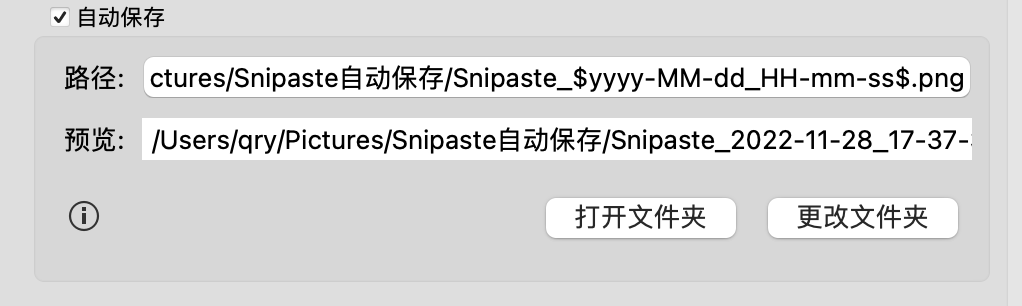 自动保存
路径: ctures/Snipaste自动保存/Snipaste_$yyyy-MM-dd_HH-mm-ss$.png
预览: /Users/qry/Pictures/Snipaste自动保存/Snipaste_2022-11-28_17-37-
打开文件夹 更改文件夹